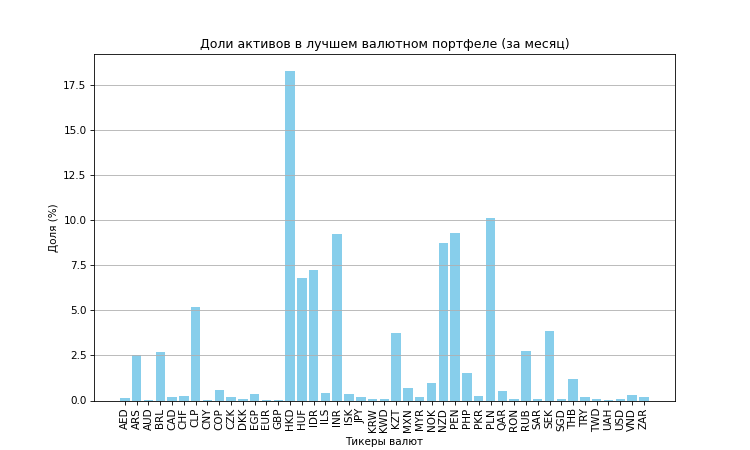 Доли активов в лучшем валютном портфеле (за месяц)
Доля (%)
17.5
15.0
12.5
10.0
7.5
5.0
2.5
0.0
AED
ARS
AUD
BRL
CAD
CHF
CLP
CNY
COP
CZK
DKK
EGP
EUR
GBP
HKD
HUF
IDR
ILS
INR
ISK
JPY
KRW
KWD
KZT
MXN
MYR
NOK
NZD
PEN
PHP
PKR
PLN
QAR
RON
RUB
SAR
SEK
SGD
THB
TRY
TWD
UAH
USD
VND
ZAR
Тикеры валют